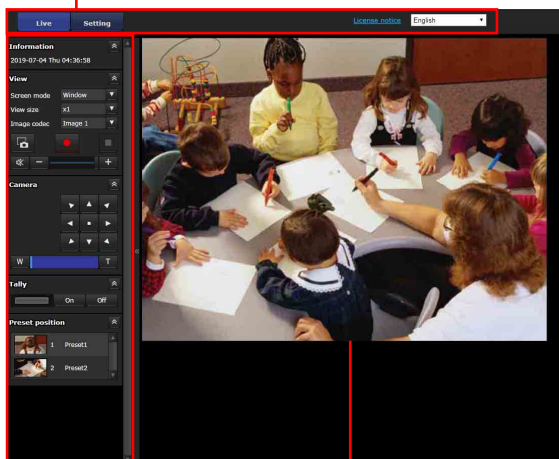 Live Setting License notice English
Information
2019-07-04 Thu 04:36:58
View
Screen mode Window
View size x1
Image codec Image 1
Camera
W T
Tally
On Off
Preset position
1 Preset1
2 Preset2